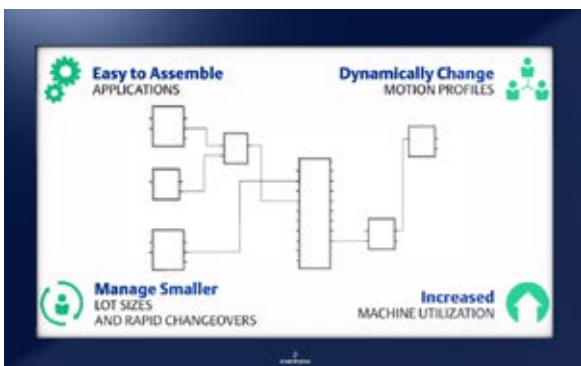 Easy to Assemble
APPLICATIONS
Dynamically Change
MOTION PROFILES
Manage Smaller
LOT SIZES
AND RAPID CHANGEOVERS
Increased
MACHINE UTILIZATION